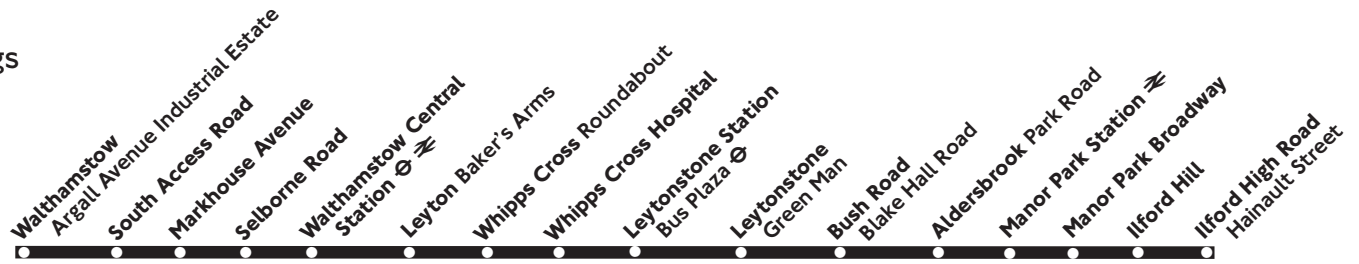 gs
Walthamstow
Argall Avenue Industrial Estate
South Access Road
Markhouse Avenue
Selborne Road
Walthamstow Central
Station
Leyton Baker's Arms
Whipps Cross Roundabout
Whipps Cross Hospital
Leytonstone Station
Bus Plaza
Leytonstone
Green Man
Bush Road
Blake Hall Road
Aldersbrook Park Road
Manor Park Station
Manor Park Broadway
Ilford Hill
Ilford High Road
Hainault Street